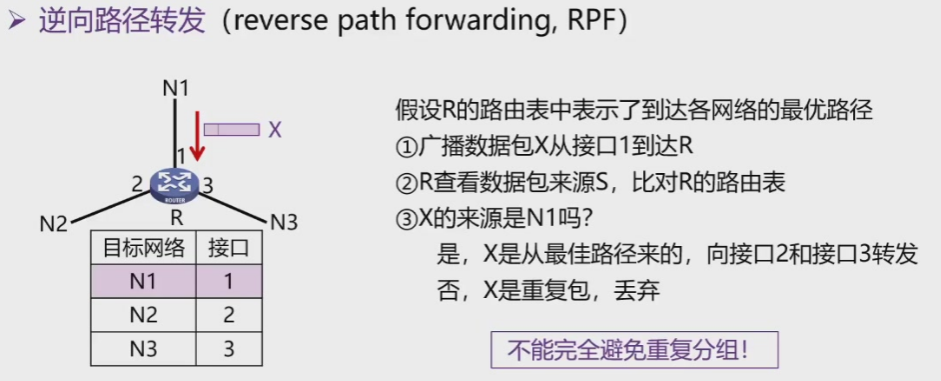 ➢ 逆向路径转发（reverse path forwarding, RPF）
N1
X
1
2
3
ROUTER
R
N2
N3
目标网络 接口
N1 1
N2 2
N3 3
假设R的路由表中表示了到达各网络的最优路径
①广播数据包X从接口1到达R
②R查看数据包来源S，比对R的路由表
③X的来源是N1吗？
是，X是从最佳路径来的，向接口2和接口3转发
否，X是重复包，丢弃
不能完全避免重复分组！